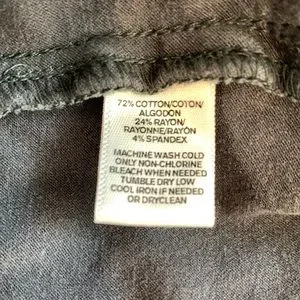 72% COTTON/COTON/
ALGODON
24% RAYON/
RAYONNE/RAYÓN
4% SPANDEX
MACHINE WASH COLD
ONLY NON-CHLORINE
BLEACH WHEN NEEDED
TUMBLE DRY LOW
COOL IRON IF NEEDED
OR DRYCLEAN